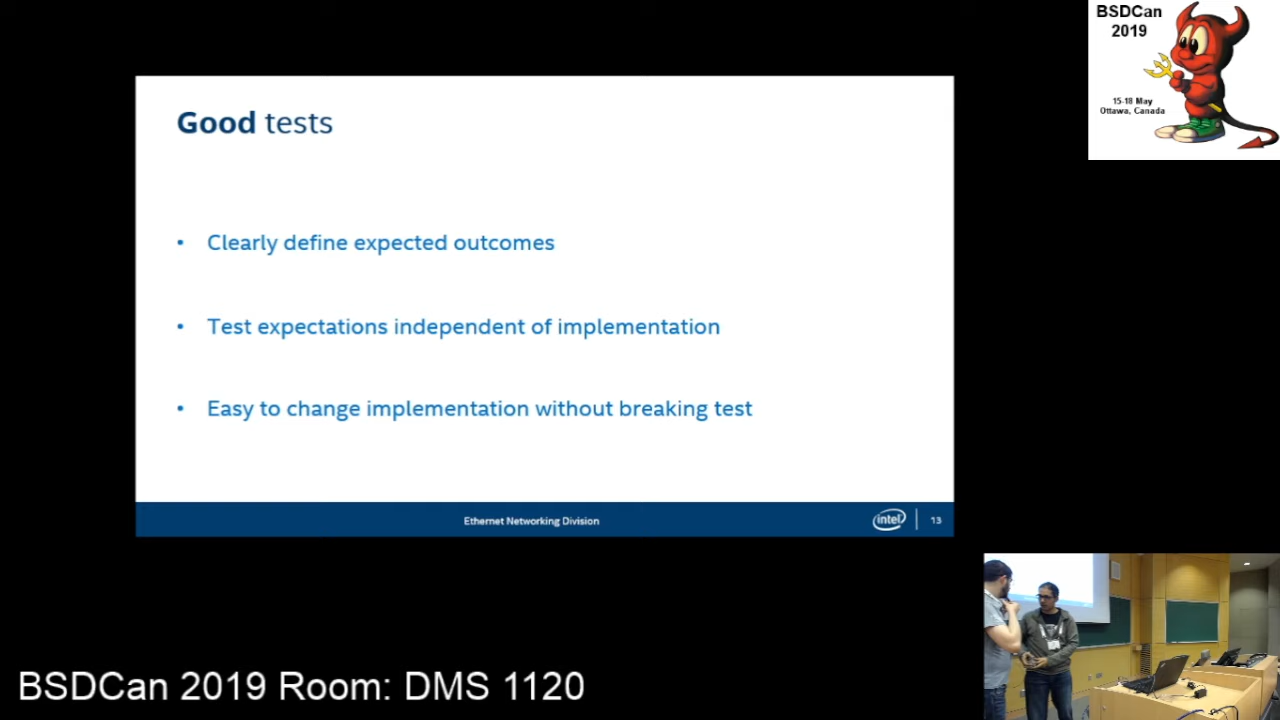 BSDCan
2019
15-18 May
Ottawa, Canada
Good tests
• Clearly define expected outcomes
• Test expectations independent of implementation
• Easy to change implementation without breaking test
Ethernet Networking Division
intel
13
BSDCan 2019 Room: DMS 1120